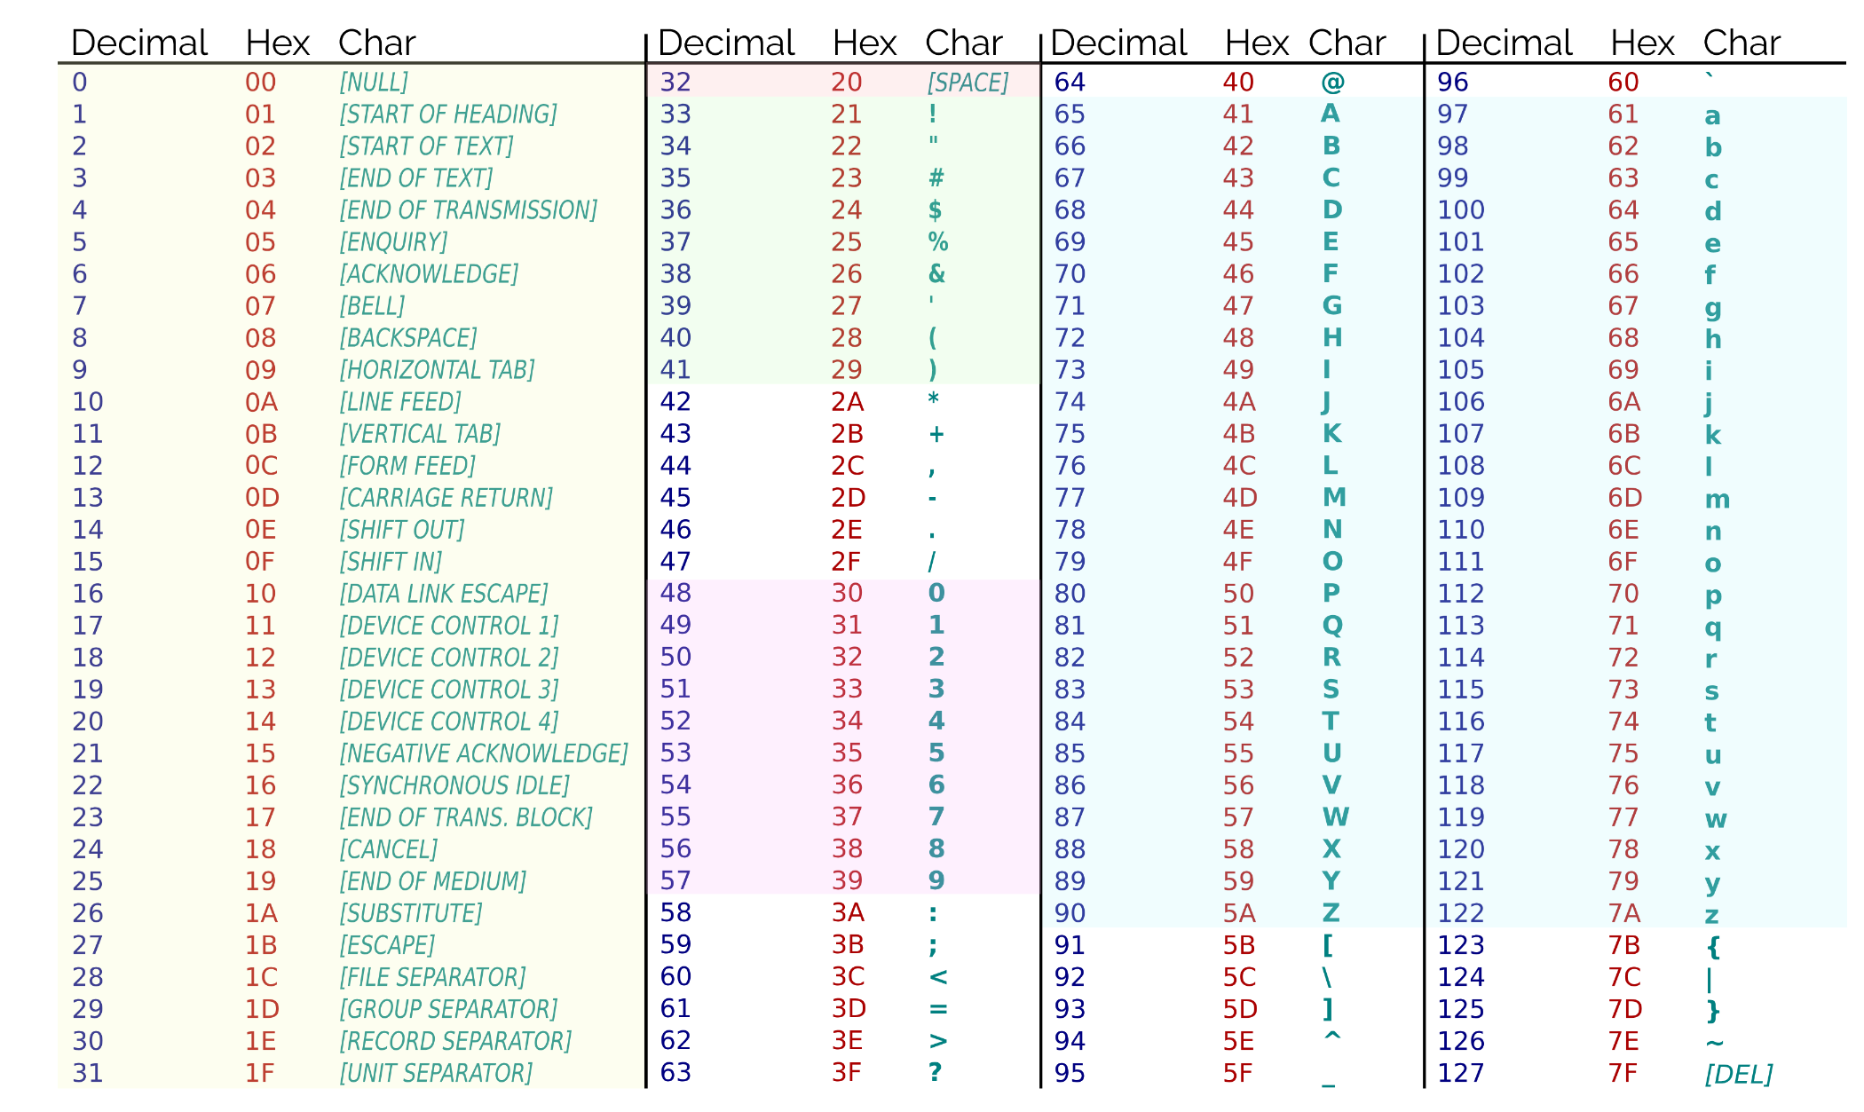 Decimal Hex Char Decimal Hex Char Decimal Hex Char Decimal Hex Char
0 00 [NULL] 32 20 [SPACE] 64 40 @ 96 60 `
1 01 [START OF HEADING] 33 21 ! 65 41 A 97 61 a
2 02 [START OF TEXT] 34 22 " 66 42 B 98 62 b
3 03 [END OF TEXT] 35 23 # 67 43 C 99 63 c
4 04 [END OF TRANSMISSION] 36 24 $ 68 44 D 100 64 d
5 05 [ENQUIRY] 37 25 % 69 45 E 101 65 e
6 06 [ACKNOWLEDGE] 38 26 & 70 46 F 102 66 f
7 07 [BELL] 39 27 ' 71 47 G 103 67 g
8 08 [BACKSPACE] 40 28 ( 72 48 H 104 68 h
9 09 [HORIZONTAL TAB] 41 29 ) 73 49 I 105 69 i
10 0A [LINE FEED] 42 2A * 74 4A J 106 6A j
11 0B [VERTICAL TAB] 43 2B + 75 4B K 107 6B k
12 0C [FORM FEED] 44 2C , 76 4C L 108 6C l
13 0D [CARRIAGE RETURN] 45 2D - 77 4D M 109 6D m
14 0E [SHIFT OUT] 46 2E . 78 4E N 110 6E n
15 0F [SHIFT IN] 47 2F / 79 4F O 111 6F o
16 10 [DATA LINK ESCAPE] 48 30 0 80 50 P 112 70 p
17 11 [DEVICE CONTROL 1] 49 31 1 81 51 Q 113 71 q
18 12 [DEVICE CONTROL 2] 50 32 2 82 52 R 114 72 r
19 13 [DEVICE CONTROL 3] 51 33 3 83 53 S 115 73 s
20 14 [DEVICE CONTROL 4] 52 34 4 84 54 T 116 74 t
21 15 [NEGATIVE ACKNOWLEDGE] 53 35 5 85 55 U 117 75 u
22 16 [SYNCHRONOUS IDLE] 54 36 6 86 56 V 118 76 v
23 17 [END OF TRANS. BLOCK] 55 37 7 87 57 W 119 77 w
24 18 [CANCEL] 56 38 8 88 58 X 120 78 x
25 19 [END OF MEDIUM] 57 39 9 89 59 Y 121 79 y
26 1A [SUBSTITUTE] 58 3A : 90 5A Z 122 7A z
27 1B [ESCAPE] 59 3B ; 91 5B [ 123 7B {
28 1C [FILE SEPARATOR] 60 3C < 92 5C \ 124 7C |
29 1D [GROUP SEPARATOR] 61 3D = 93 5D ] 125 7D }
30 1E [RECORD SEPARATOR] 62 3E > 94 5E ^ 126 7E ~
31 1F [UNIT SEPARATOR] 63 3F ? 95 5F _ 127 7F [DEL]